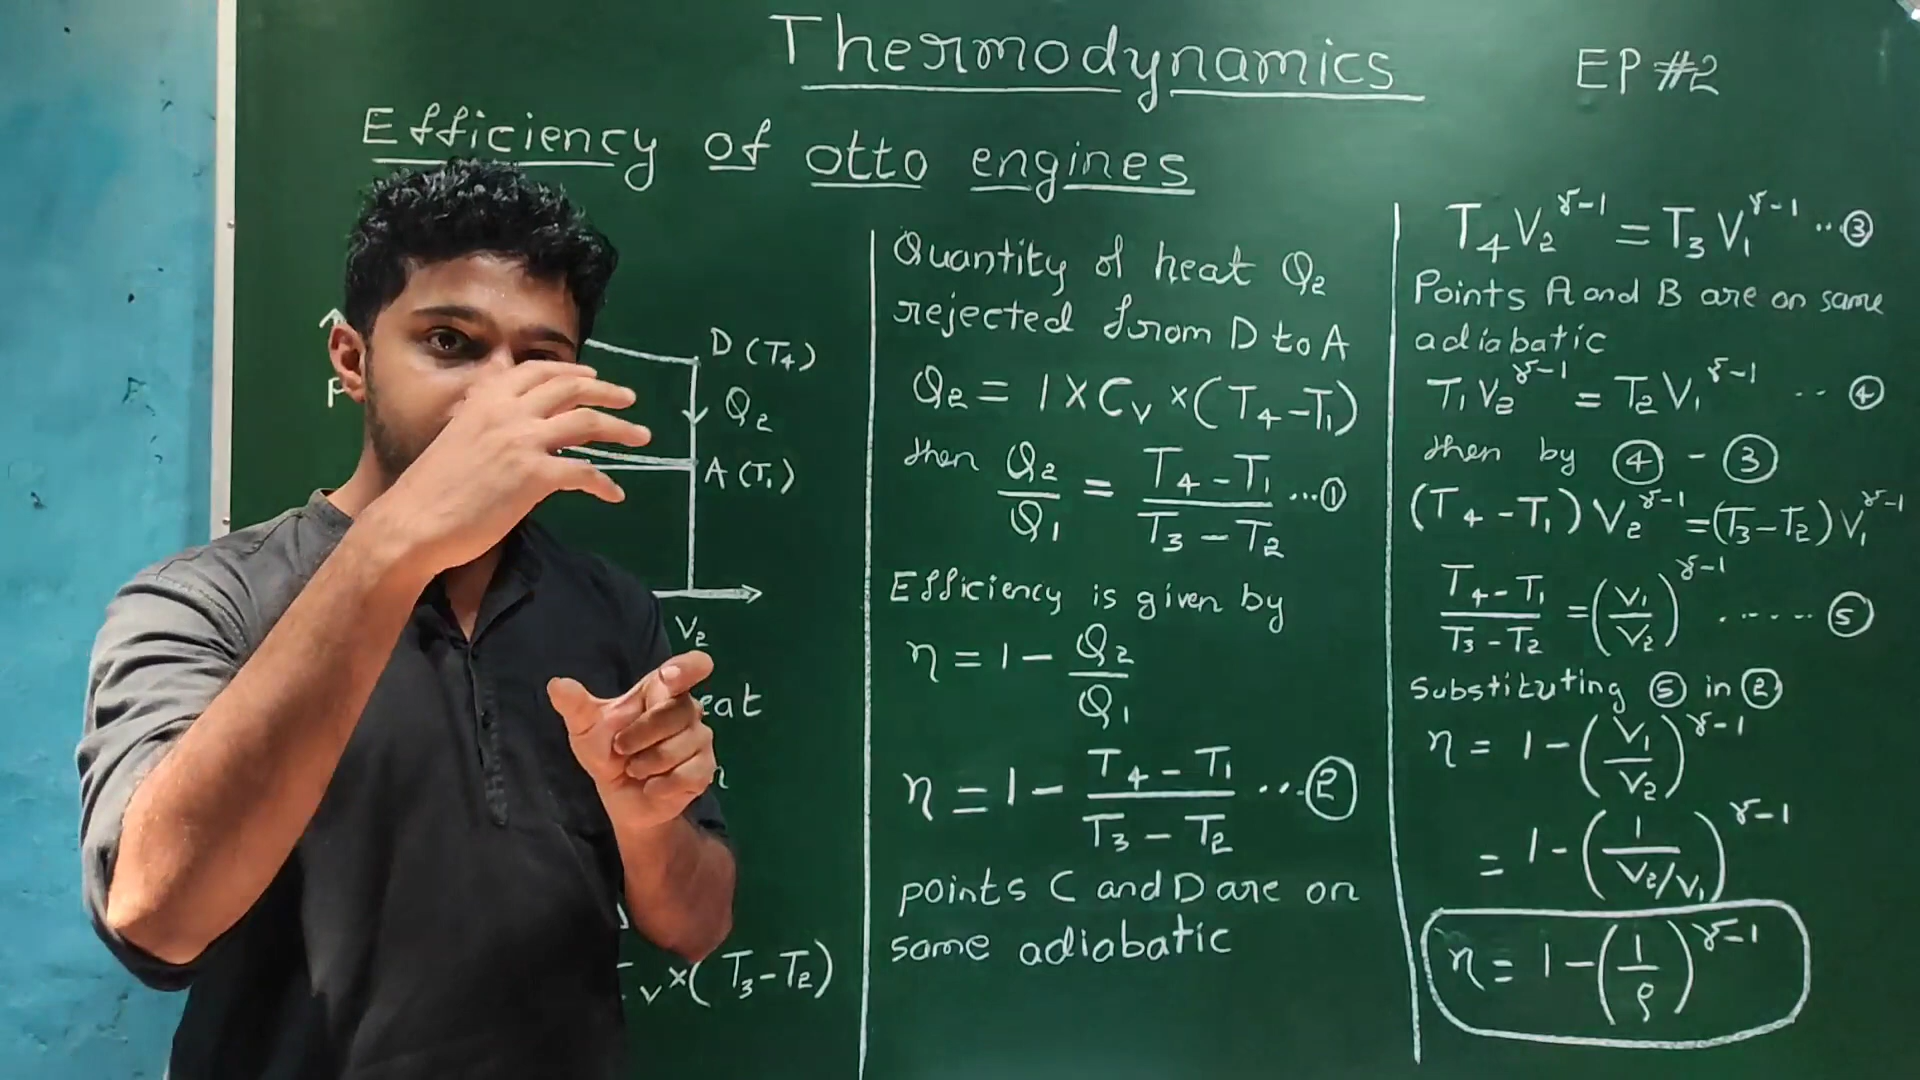 Thermodynamics
EP #2
Efficiency of otto engines
P
D (T₄)
Q₂
A (T₁)
V₂
eat
×(T₃-T₂)
Quantity of heat Q₂
rejected from D to A
Q₂ = 1×Cᵥ×(T₄-T₁)
then Q₂/Q₁ = (T₄-T₁)/(T₃-T₂) ...①
Efficiency is given by
η = 1 - Q₂/Q₁
η = 1 - (T₄-T₁)/(T₃-T₂) ...②
points C and D are on
same adiabatic
T₄V₂^γ-1 = T₃V₁^γ-1 ...③
Points A and B are on same
adiabatic
T₁V₂^γ-1 = T₂V₁^γ-1 .. ④
then by ④ - ③
(T₄-T₁)V₂^γ-1 = (T₃-T₂)V₁^γ-1
(T₄-T₁)/(T₃-T₂) = (V₁/V₂)^γ-1 ...... ⑤
Substituting ⑤ in ②
η = 1-(V₁/V₂)^γ-1
= 1-(1/(V₂/V₁))^γ-1
η = 1-(1/ρ)^γ-1